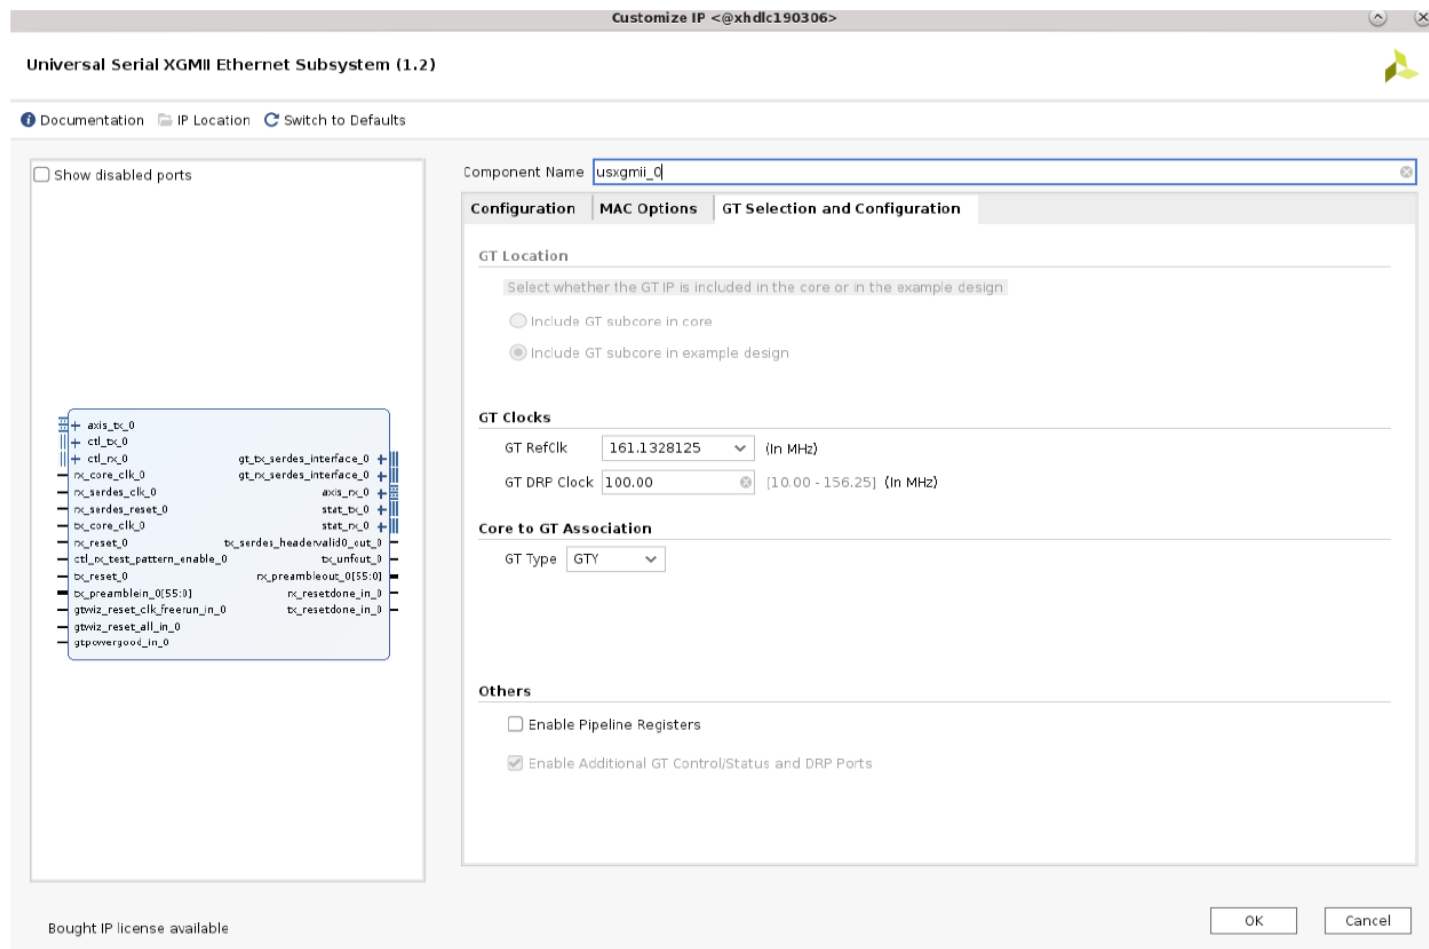 Customize IP <@xhdlc190306>
Universal Serial XGMII Ethernet Subsystem (1.2)
Documentation IP Location Switch to Defaults
Show disabled ports
axis_tx_0
ctl_tx_0
ctl_rx_0
rx_core_clk_0
rx_serdes_clk_0
rx_serdes_reset_0
tx_core_clk_0
rx_reset_0
ctl_rx_test_pattern_enable_0
tx_reset_0
tx_preamblein_0[55:0]
gtwiz_reset_clk_freerun_in_0
gtwiz_reset_all_in_0
gtpowergood_in_0
gt_tx_serdes_interface_0
gt_rx_serdes_interface_0
axis_rx_0
stat_tx_0
stat_rx_0
tx_serdes_headervalid0_out_0
tx_unfout_0
rx_preambleout_0[55:0]
rx_resetdone_in_0
tx_resetdone_in_0
Component Name usxgmii_0
Configuration MAC Options GT Selection and Configuration
GT Location
Select whether the GT IP is included in the core or in the example design
Include GT subcore in core
Include GT subcore in example design
GT Clocks
GT RefClk 161.1328125 (In MHz)
GT DRP Clock 100.00 [10.00 - 156.25] (In MHz)
Core to GT Association
GT Type GTY
Others
Enable Pipeline Registers
Enable Additional GT Control/Status and DRP Ports
Bought IP license available
OK Cancel